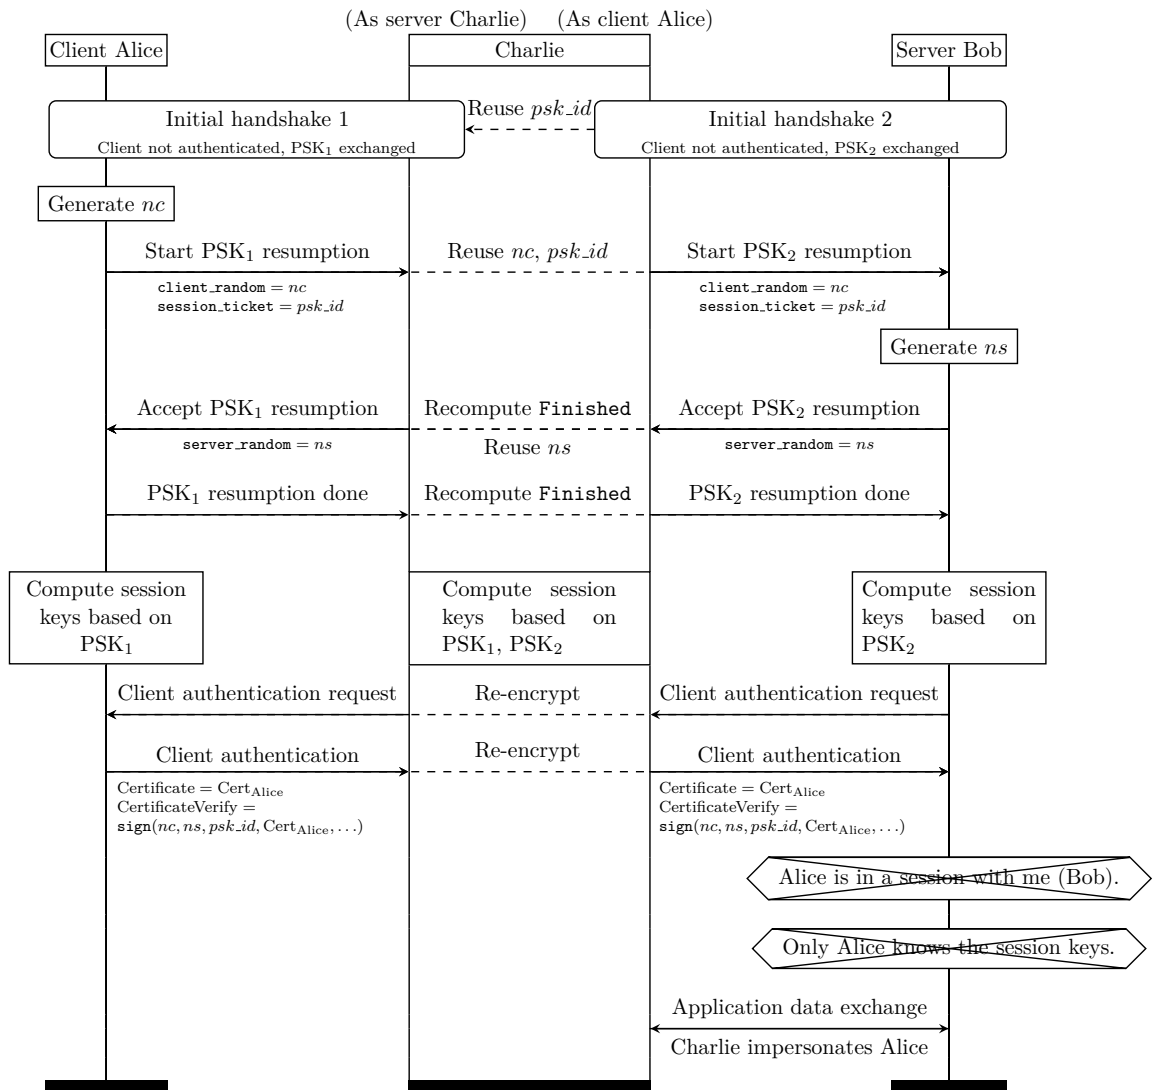 (As server Charlie) (As client Alice)
Client Alice
Charlie
Server Bob
Initial handshake 1
Client not authenticated, PSK₁ exchanged
Reuse psk_id
Initial handshake 2
Client not authenticated, PSK₂ exchanged
Generate nc
Start PSK₁ resumption
Reuse nc, psk_id
Start PSK₂ resumption
client_random = nc
session_ticket = psk_id
client_random = nc
session_ticket = psk_id
Generate ns
Accept PSK₁ resumption
Recompute Finished
Accept PSK₂ resumption
server_random = ns
Reuse ns
server_random = ns
PSK₁ resumption done
Recompute Finished
PSK₂ resumption done
Compute session
keys based on
PSK₁
Compute session
keys based on
PSK₁, PSK₂
Compute session
keys based on
PSK₂
Client authentication request
Re-encrypt
Client authentication request
Client authentication
Re-encrypt
Client authentication
Certificate = Cert_Alice
CertificateVerify =
sign(nc, ns, psk_id, Cert_Alice, …)
Certificate = Cert_Alice
CertificateVerify =
sign(nc, ns, psk_id, Cert_Alice, …)
Alice is in a session with me (Bob).
Only Alice knows the session keys.
Application data exchange
Charlie impersonates Alice